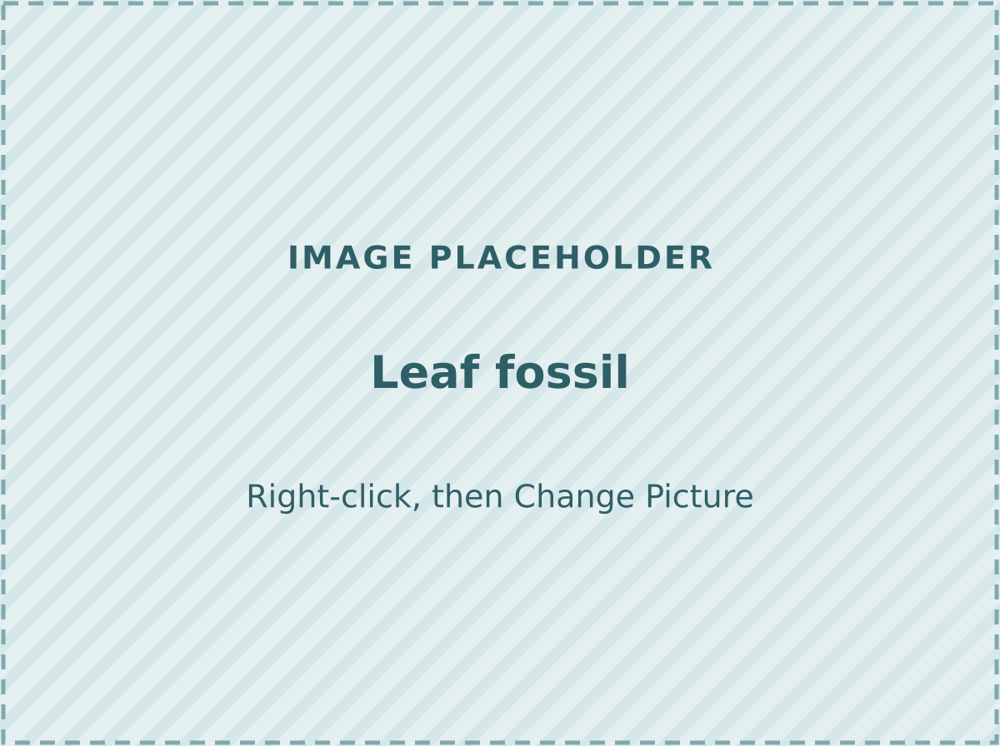 IMAGE PLACEHOLDER
Leaf fossil
Right-click, then Change Picture